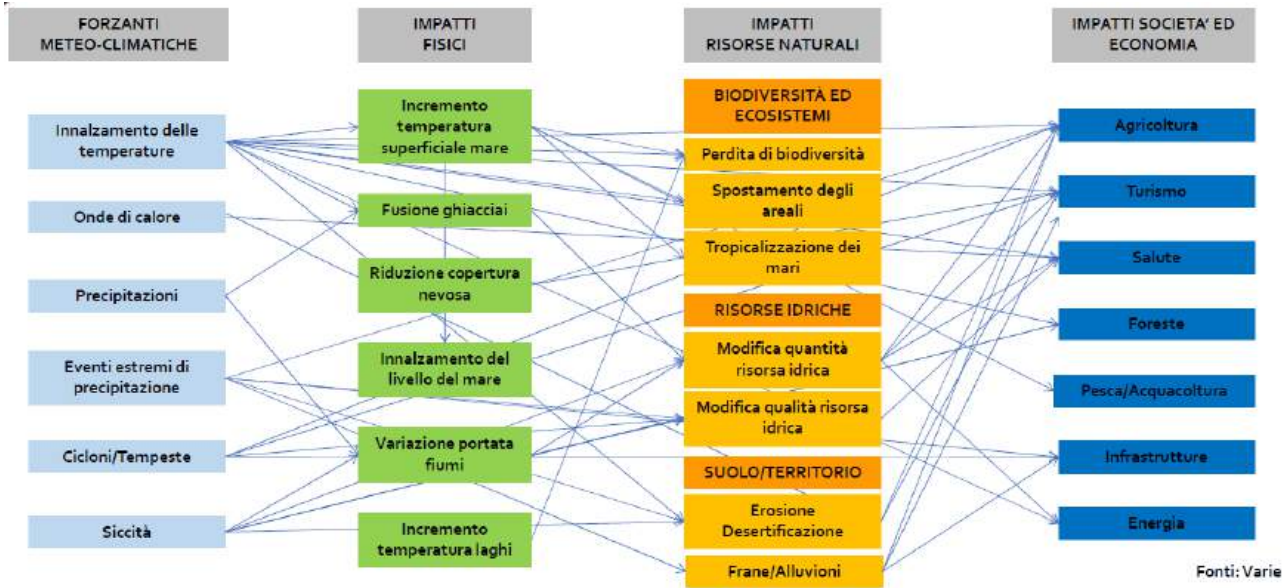 FORZANTI
METEO-CLIMATICHE
Innalzamento delle
temperature
Onde di calore
Precipitazioni
Eventi estremi di
precipitazione
Cicloni/Tempeste
Siccità
IMPATTI
FISICI
Incremento
temperatura
superficiale mare
Fusione ghiacciai
Riduzione copertura
nevosa
Innalzamento del
livello del mare
Variazione portata
fiumi
Incremento
temperatura laghi
IMPATTI
RISORSE NATURALI
BIODIVERSITÀ ED
ECOSISTEMI
Perdita di biodiversità
Spostamento degli
areali
Tropicalizzazione dei
mari
RISORSE IDRICHE
Modifica quantità
risorsa idrica
Modifica qualità risorsa
idrica
SUOLO/TERRITORIO
Erosione
Desertificazione
Frane/Alluvioni
IMPATTI SOCIETA' ED
ECONOMIA
Agricoltura
Turismo
Salute
Foreste
Pesca/Acquacoltura
Infrastrutture
Energia
Fonti: Varie